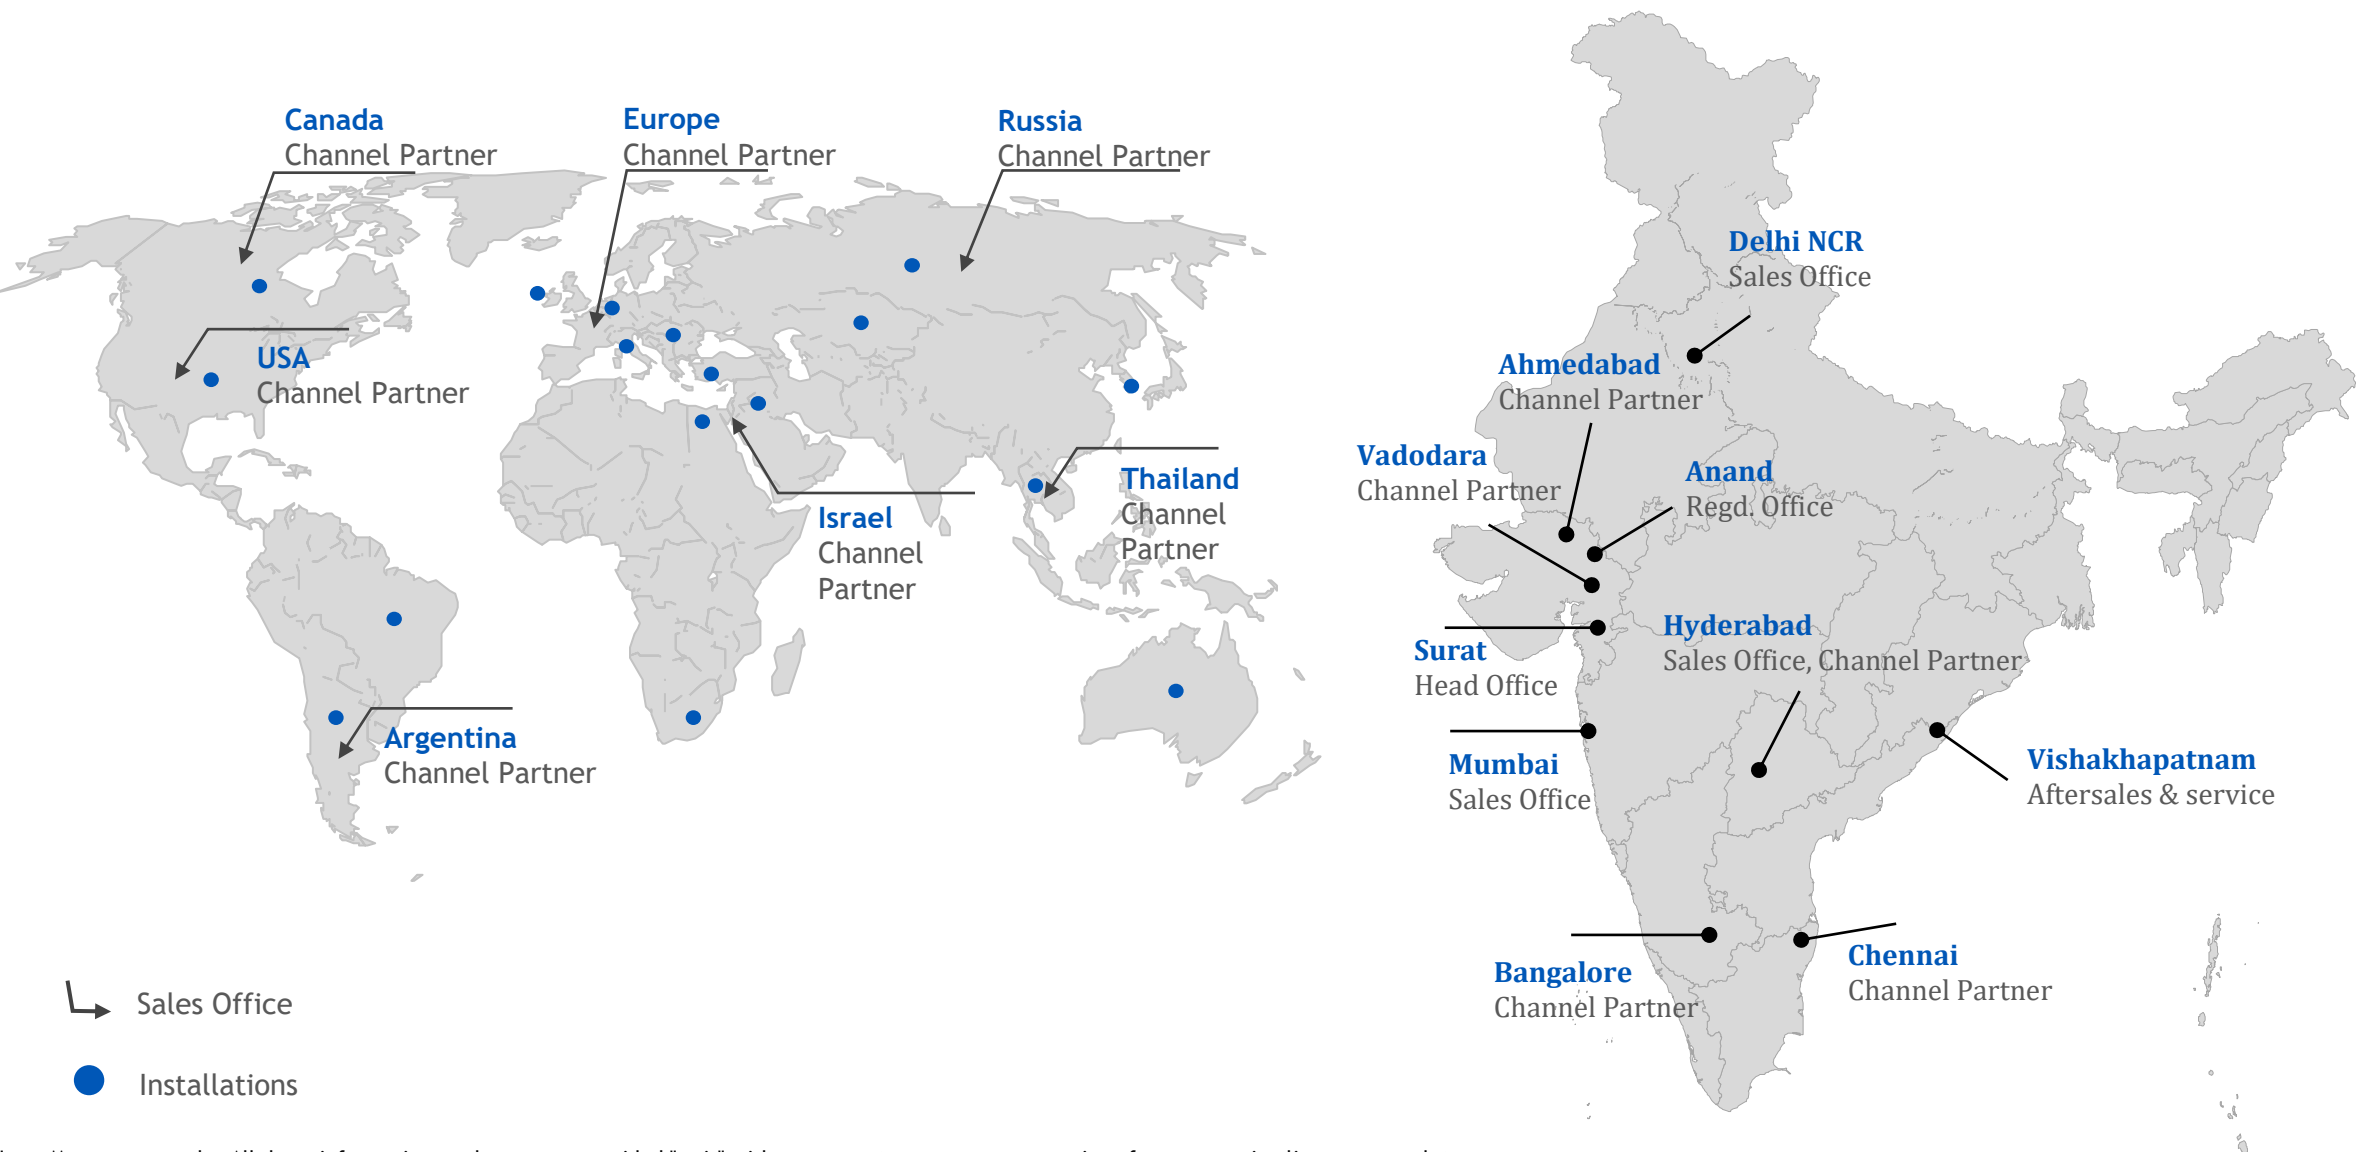 Canada
Channel Partner
Europe
Channel Partner
Russia
Channel Partner
USA
Channel Partner
Israel
Channel
Partner
Thailand
Channel
Partner
Argentina
Channel Partner
Sales Office
Installations
Delhi NCR
Sales Office
Ahmedabad
Channel Partner
Vadodara
Channel Partner
Anand
Regd. Office
Surat
Head Office
Hyderabad
Sales Office, Channel Partner
Mumbai
Sales Office
Vishakhapatnam
Aftersales & service
Bangalore
Channel Partner
Chennai
Channel Partner